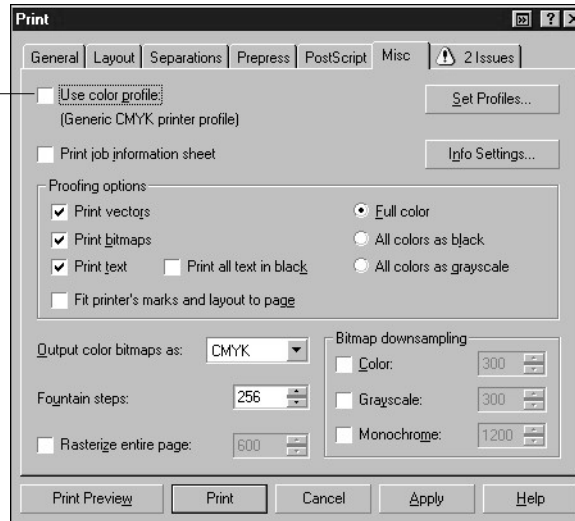 Print
General Layout Separations Prepress PostScript Misc 2 Issues
Use color profile: Set Profiles...
(Generic CMYK printer profile)
Print job information sheet Info Settings...
Proofing options
Print vectors Full color
Print bitmaps All colors as black
Print text Print all text in black All colors as grayscale
Fit printer's marks and layout to page
Output color bitmaps as: CMYK Bitmap downsampling
Color: 300
Fountain steps: 256 Grayscale: 300
Rasterize entire page: 600 Monochrome: 1200
Print Preview Print Cancel Apply Help